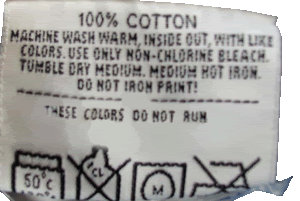 100% COTTON
MACHINE WASH WARM, INSIDE OUT, WITH LIKE
COLORS. USE ONLY NON-CHLORINE BLEACH.
TUMBLE DRY MEDIUM. MEDIUM HOT IRON.
DO NOT IRON PRINT!
THESE COLORS DO NOT RUN
50°C CL M